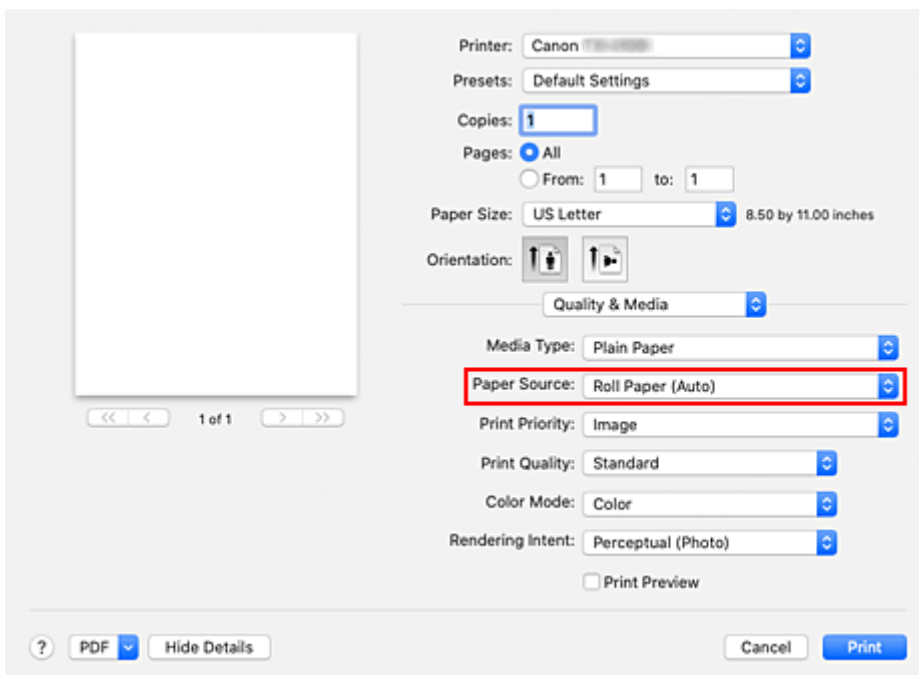 Printer: Canon
Presets: Default Settings
Copies: 1
Pages: All
From: 1 to: 1
Paper Size: US Letter 8.50 by 11.00 inches
Orientation:
Quality & Media
Media Type: Plain Paper
Paper Source: Roll Paper (Auto)
<< < 1 of 1 > >>
Print Priority: Image
Print Quality: Standard
Color Mode: Color
Rendering Intent: Perceptual (Photo)
Print Preview
? PDF Hide Details Cancel Print